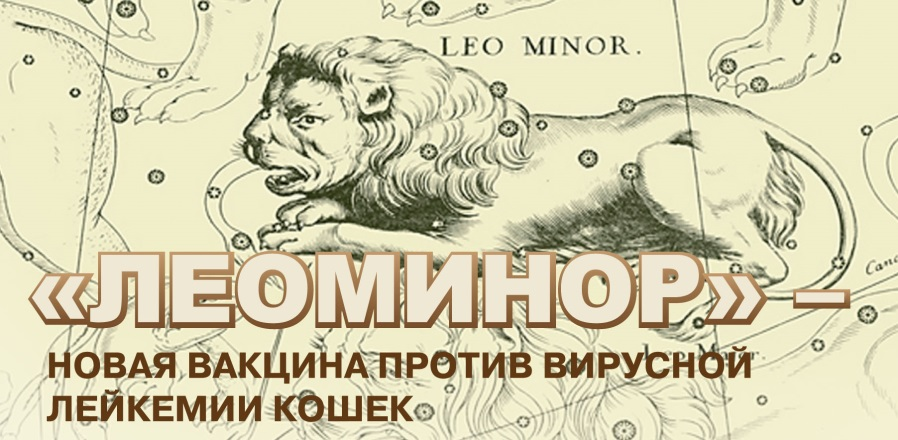 LEO MINOR.
«ЛЕОМИНОР» –
НОВАЯ ВАКЦИНА ПРОТИВ ВИРУСНОЙ
ЛЕЙКЕМИИ КОШЕК